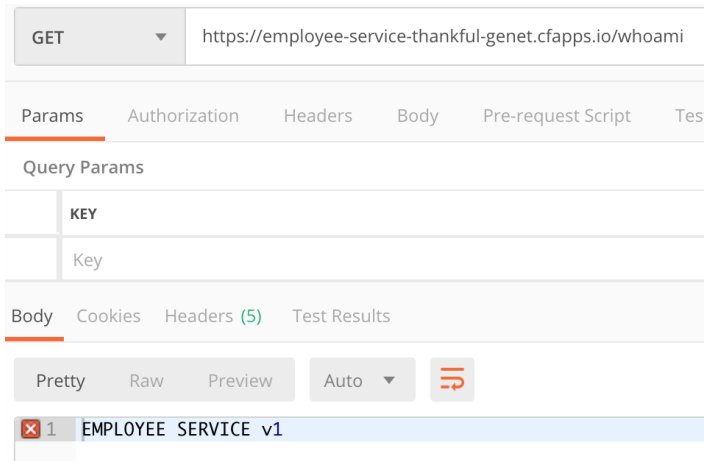 GET https://employee-service-thankful-genet.cfapps.io/whoami
Params Authorization Headers Body Pre-request Script Tes
Query Params
KEY
Key
Body Cookies Headers (5) Test Results
Pretty Raw Preview Auto
1 EMPLOYEE SERVICE v1